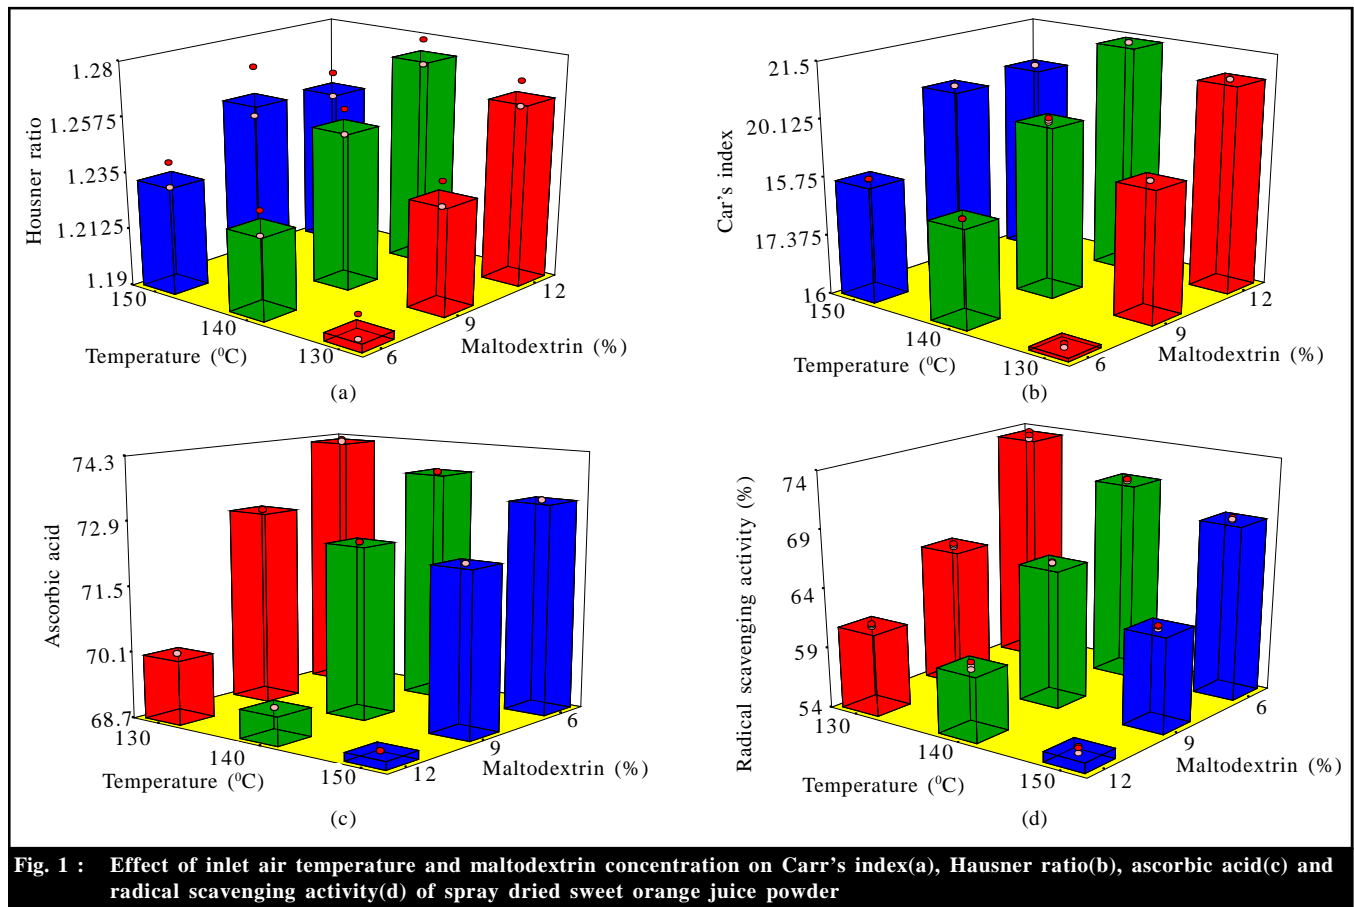 1.28
1.2575
1.235
1.2125
1.19
Housner ratio
150
140
130
Temperature (⁰C)
6
9
12
Maltodextrin (%)
(a)
21.5
20.125
15.75
17.375
16
Car's index
150
140
130
Temperature (⁰C)
6
9
12
Maltodextrin (%)
(b)
74.3
72.9
71.5
70.1
68.7
Ascorbic acid
130
140
150
Temperature (⁰C)
12
9
6
Maltodextrin (%)
(c)
74
69
64
59
54
Radical scavenging activity (%)
130
140
150
Temperature (⁰C)
12
9
6
Maltodextrin (%)
(d)
Fig. 1 : Effect of inlet air temperature and maltodextrin concentration on Carr's index(a), Hausner ratio(b), ascorbic acid(c) and
radical scavenging activity(d) of spray dried sweet orange juice powder